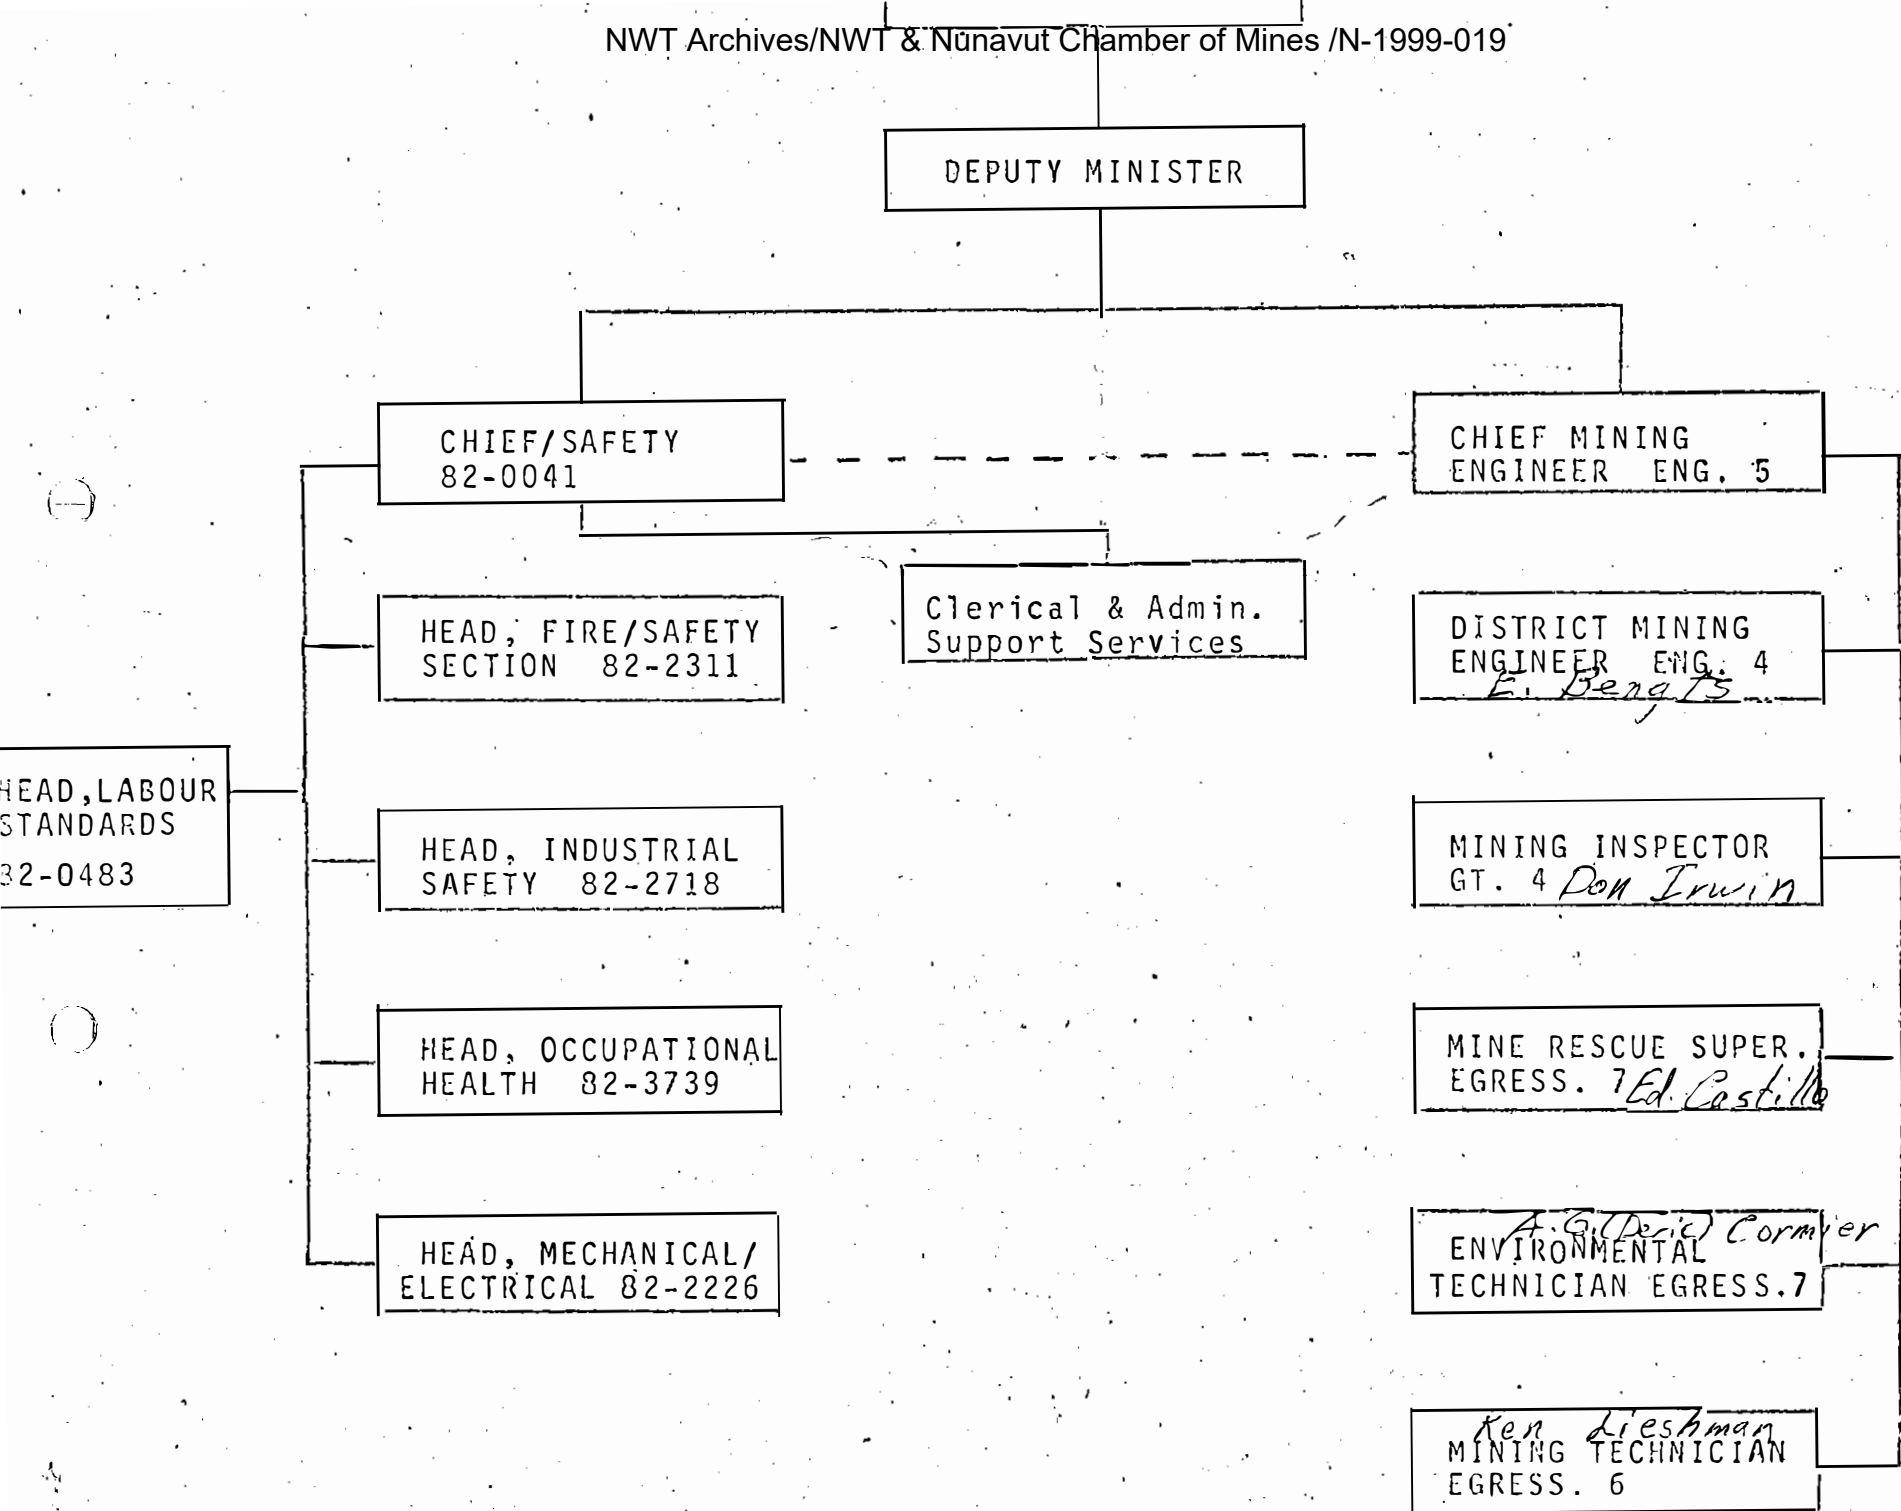 NWT Archives/NWT & Nunavut Chamber of Mines /N-1999-019
DEPUTY MINISTER
CHIEF/SAFETY
82-0041
CHIEF MINING
ENGINEER ENG. 5
Clerical & Admin.
Support Services
HEAD, FIRE/SAFETY
SECTION 82-2311
DISTRICT MINING
ENGINEER ENG. 4
E. Bengts
HEAD,LABOUR
STANDARDS
82-0483
HEAD, INDUSTRIAL
SAFETY 82-2718
MINING INSPECTOR
GT. 4 Don Irwin
HEAD, OCCUPATIONAL
HEALTH 82-3739
MINE RESCUE SUPER.
EGRESS. 7 Ed. Castillo
HEAD, MECHANICAL/
ELECTRICAL 82-2226
A.G.(Deric) Cormier
ENVIRONMENTAL
TECHNICIAN EGRESS.7
Ken Lieshman
MINING TECHNICIAN
EGRESS. 6